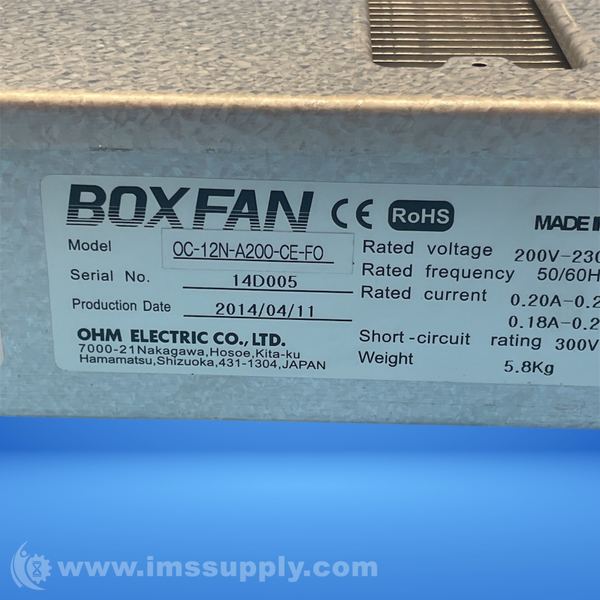 BOXFAN CE RoHS MADE I
Model OC-12N-A200-CE-FO
Serial No. 14D005
Production Date 2014/04/11
OHM ELECTRIC CO., LTD.
7000-21 Nakagawa, Hosoe, Kita-ku
Hamamatsu, Shizuoka, 431-1304, JAPAN
Rated voltage 200V-230
Rated frequency 50/60H
Rated current 0.20A-0.2
0.18A-0.2
Short-circuit rating 300V
Weight 5.8Kg
www.imssupply.com